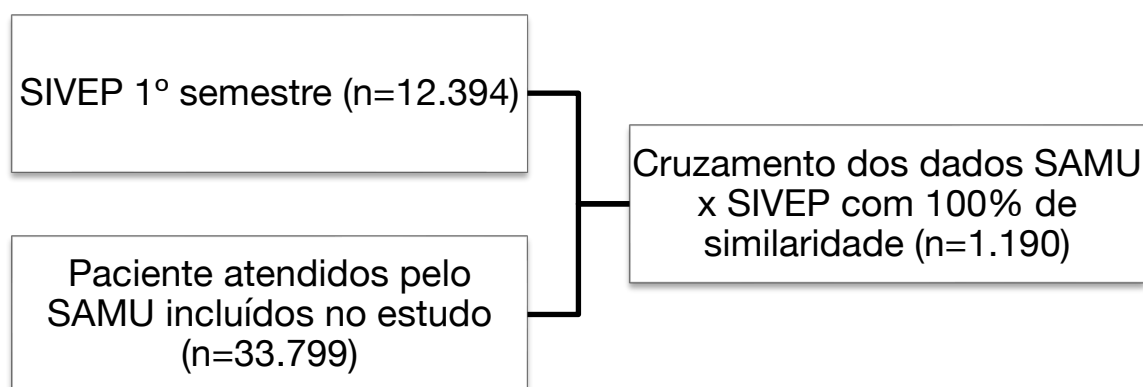 SIVEP 1º semestre (n=12.394)
Paciente atendidos pelo
SAMU incluídos no estudo
(n=33.799)
Cruzamento dos dados SAMU
x SIVEP com 100% de
similaridade (n=1.190)